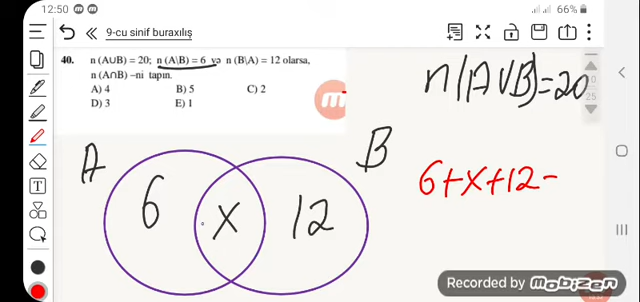 12:50
66%
9-cu sinif buraxılış
40. n (A∪B) = 20; n (A\B) = 6 və n (B\A) = 12 olarsa,
n (A∩B) –ni tapın.
A) 4 B) 5 C) 2
D) 3 E) 1
n(A∪B)=20
25
A
B
6 x 12
6+x+12=
Recorded by Mobizen